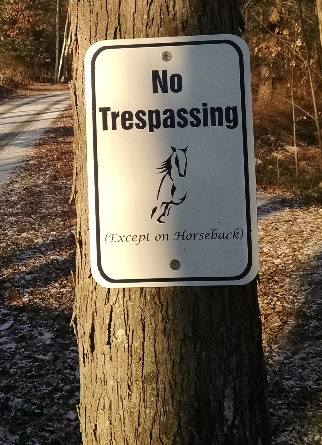 No
Trespassing
(Except on Horseback)